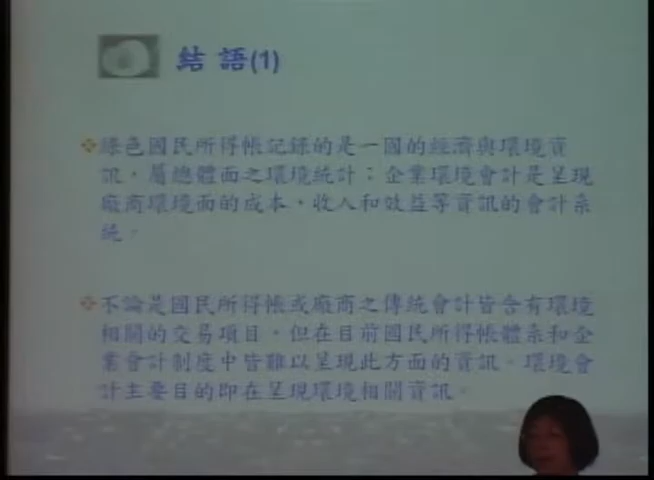 結 語(1)
綠色國民所得帳記錄的是一國的經濟與環境資
訊，屬總體面之環境統計；企業環境會計是呈現
廠商環境面的成本、收入和效益等資訊的會計系
統。
不論是國民所得帳或廠商之傳統會計皆含有環境
相關的交易項目，但在目前國民所得帳體系和企
業會計制度中皆難以呈現此方面的資訊。環境會
計主要目的即在呈現環境相關資訊。